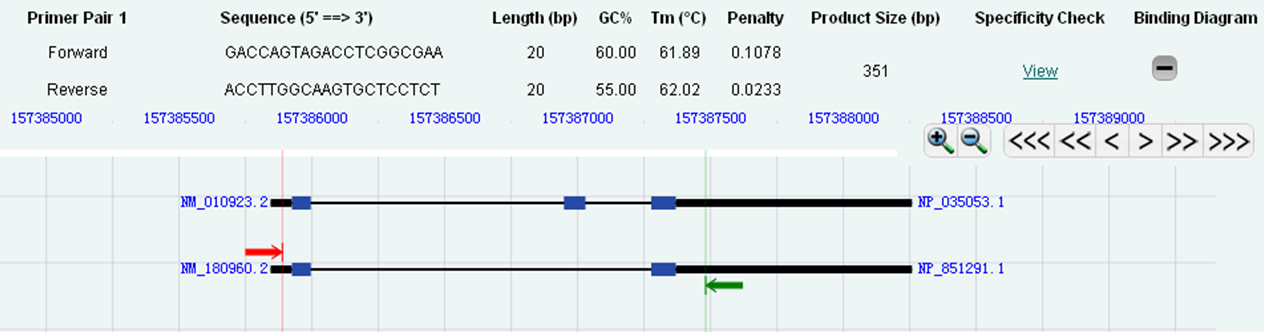 Primer Pair 1 Sequence (5' ==> 3') Length (bp) GC% Tm (°C) Penalty Product Size (bp) Specificity Check Binding Diagram
Forward GACCAGTAGACCTCGGCGAA 20 60.00 61.89 0.1078
351 View
Reverse ACCTTGGCAAGTGCTCCTCT 20 55.00 62.02 0.0233
157385000 157385500 157386000 157386500 157387000 157387500 157388000 157388500 157389000
<<< << < > >> >>>
NM_010923.2 NP_035053.1
NM_180960.2 NP_851291.1